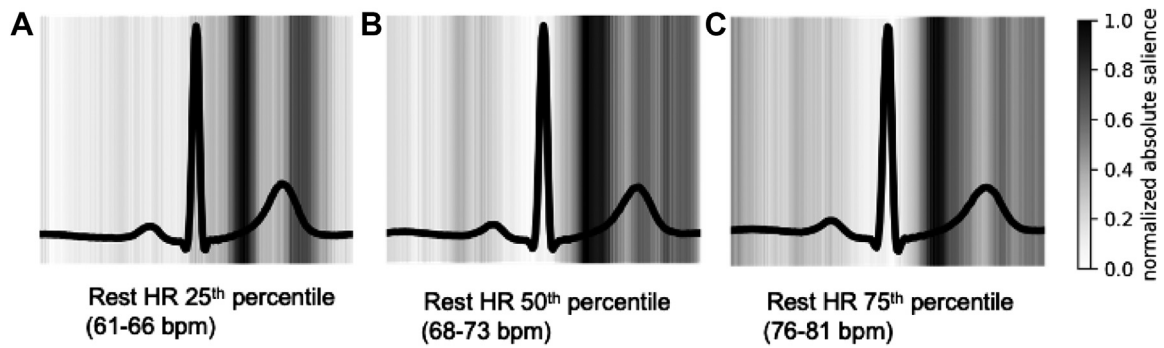 A
B
C
Rest HR 25th percentile
(61-66 bpm)
Rest HR 50th percentile
(68-73 bpm)
Rest HR 75th percentile
(76-81 bpm)
1.0
0.8
0.6
0.4
0.2
0.0
normalized absolute salience